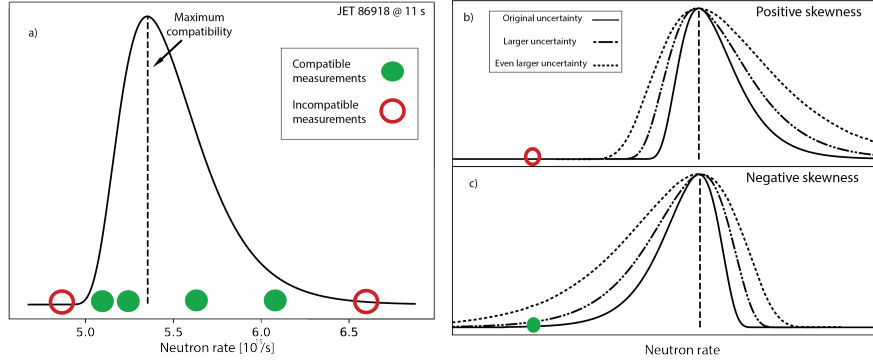 JET 86918 @ 11 s
a)
Maximum
compatibility
Compatible
measurements
Incompatible
measurements
5.0
5.5
6.0
6.5
Neutron rate [10¹⁵/s]
b)
Positive skewness
Original uncertainty
Larger uncertainty
Even larger uncertainty
c)
Negative skewness
Neutron rate